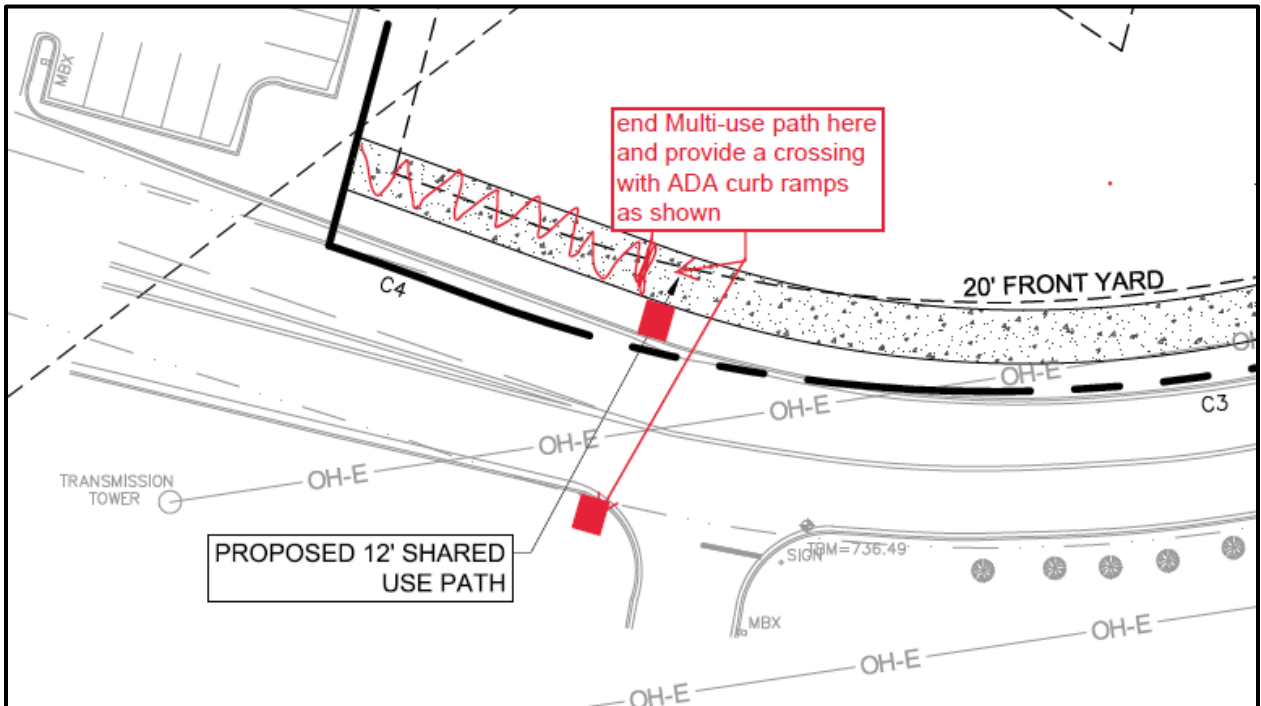 MBX
end Multi-use path here
and provide a crossing
with ADA curb ramps
as shown
C4
20' FRONT YARD
OH-E
OH-E
OH-E
OH-E
OH
C3
TRANSMISSION
TOWER
PROPOSED 12' SHARED
USE PATH
TBM=736.49
SIGN
MBX
OH-E
OH-E
OH-E